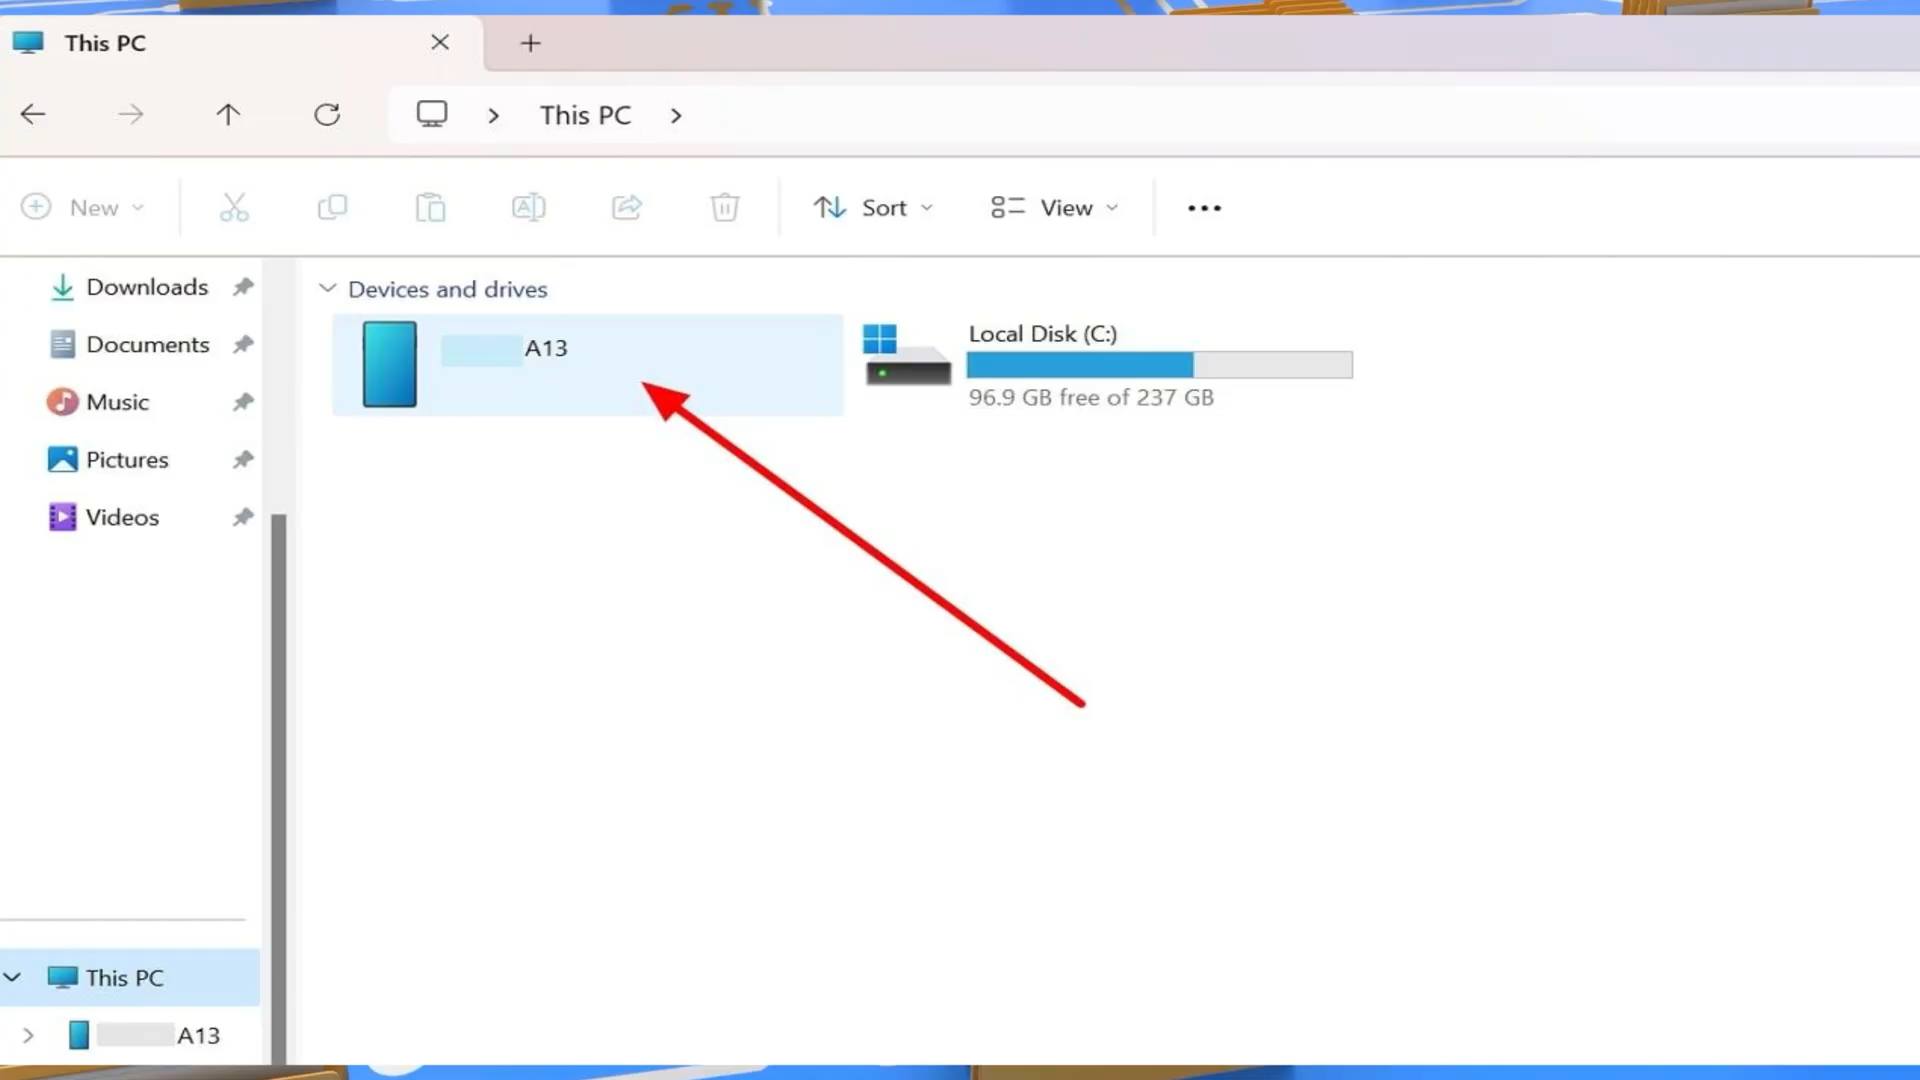 This PC
This PC
New
Sort
View
Downloads
Documents
Music
Pictures
Videos
This PC
A13
Devices and drives
A13
Local Disk (C:)
96.9 GB free of 237 GB